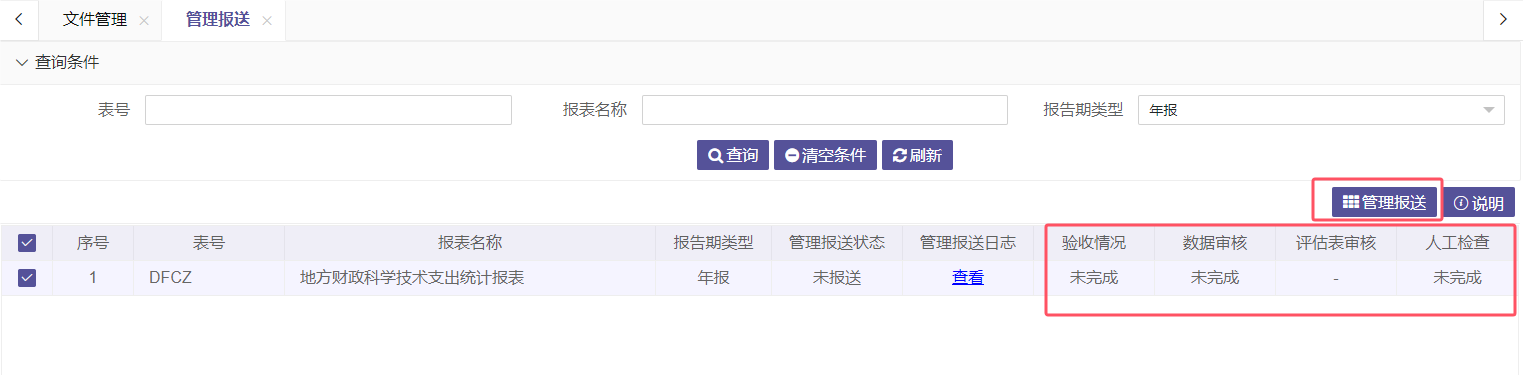 文件管理 管理报送
查询条件
表号 报表名称 报告期类型 年报
查询 清空条件 刷新
管理报送 说明
序号 表号 报表名称 报告期类型 管理报送状态 管理报送日志 验收情况 数据审核 评估表审核 人工检查
1 DFCZ 地方财政科学技术支出统计报表 年报 未报送 查看 未完成 未完成 - 未完成